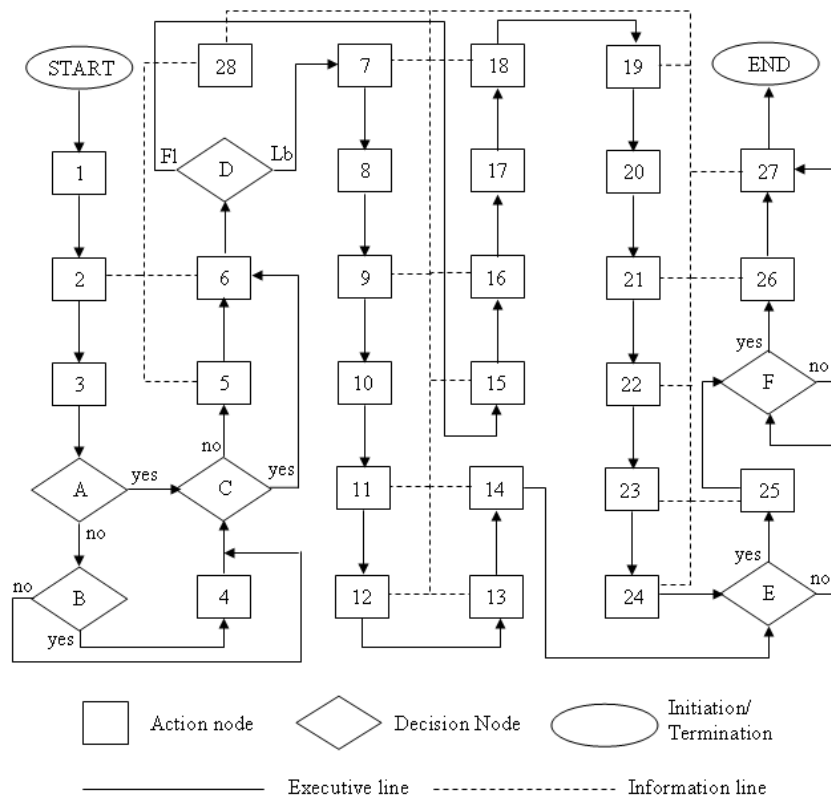 START
28
7
18
19
END
Fl
D
Lb
1
8
17
20
27
2
6
9
16
21
26
yes
no
3
5
10
15
22
F
no
yes
A
yes
C
11
14
23
25
no
yes
no
B
4
12
13
24
E
no
yes
Action node
Decision Node
Initiation/
Termination
Executive line
Information line